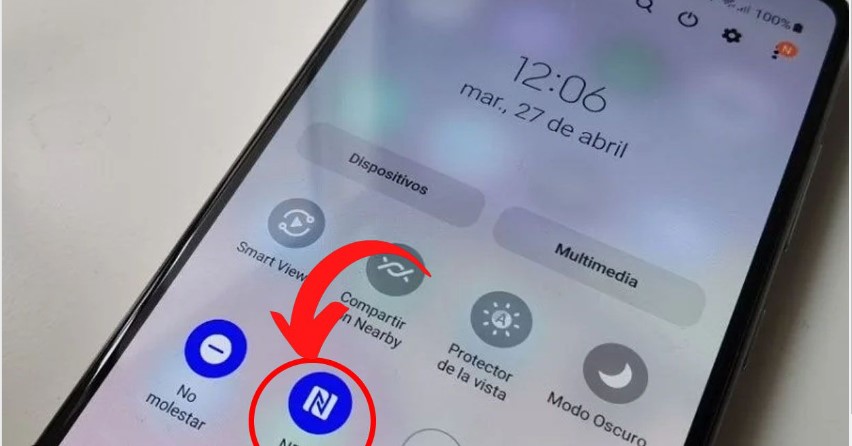 100%
N
12:06
mar., 27 de abril
Dispositivos
Multimedia
Smart View
Compartir
n Nearby
Protector
de la vista
Modo Oscuro
No
molestar